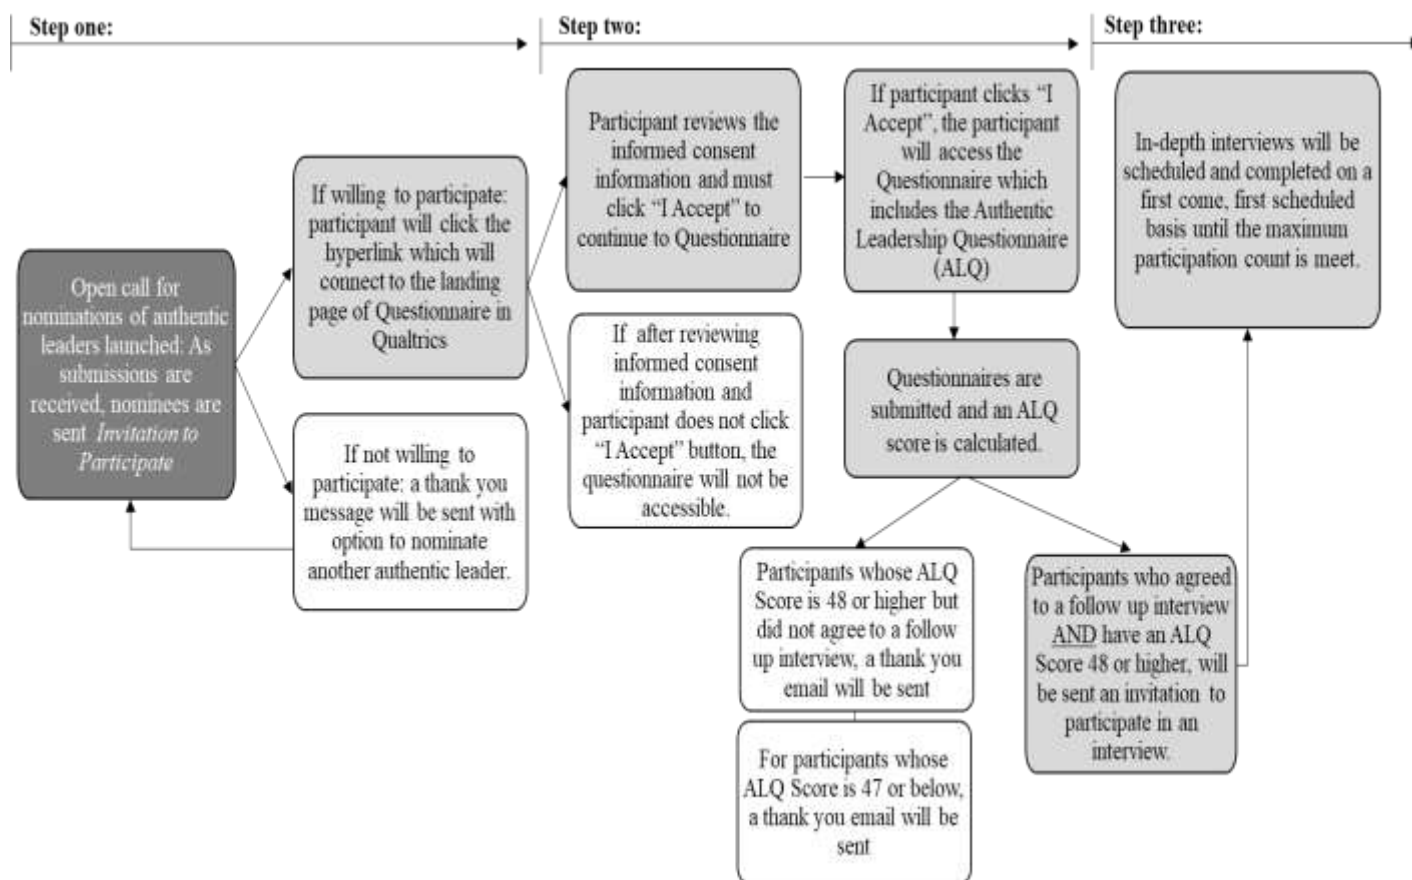 Step one:
Step two:
Step three:
Open call for
nominations of authentic
leaders launched: As
submissions are
received, nominees are
sent Invitation to
Participate
If willing to participate:
participant will click the
hyperlink which will
connect to the landing
page of Questionnaire in
Qualtrics
If not willing to
participate: a thank you
message will be sent with
option to nominate
another authentic leader.
Participant reviews the
informed consent
information and must
click “I Accept” to
continue to Questionnaire
If after reviewing
informed consent
information and
participant does not click
“I Accept” button, the
questionnaire will not be
accessible.
If participant clicks “I
Accept”, the participant
will access the
Questionnaire which
includes the Authentic
Leadership Questionnaire
(ALQ)
Questionnaires are
submitted and an ALQ
score is calculated.
Participants whose ALQ
Score is 48 or higher but
did not agree to a follow
up interview, a thank you
email will be sent
For participants whose
ALQ Score is 47 or below,
a thank you email will be
sent
Participants who agreed
to a follow up interview
AND have an ALQ
Score 48 or higher, will
be sent an invitation to
participate in an
interview.
In-depth interviews will be
scheduled and completed on a
first come, first scheduled
basis until the maximum
participation count is meet.